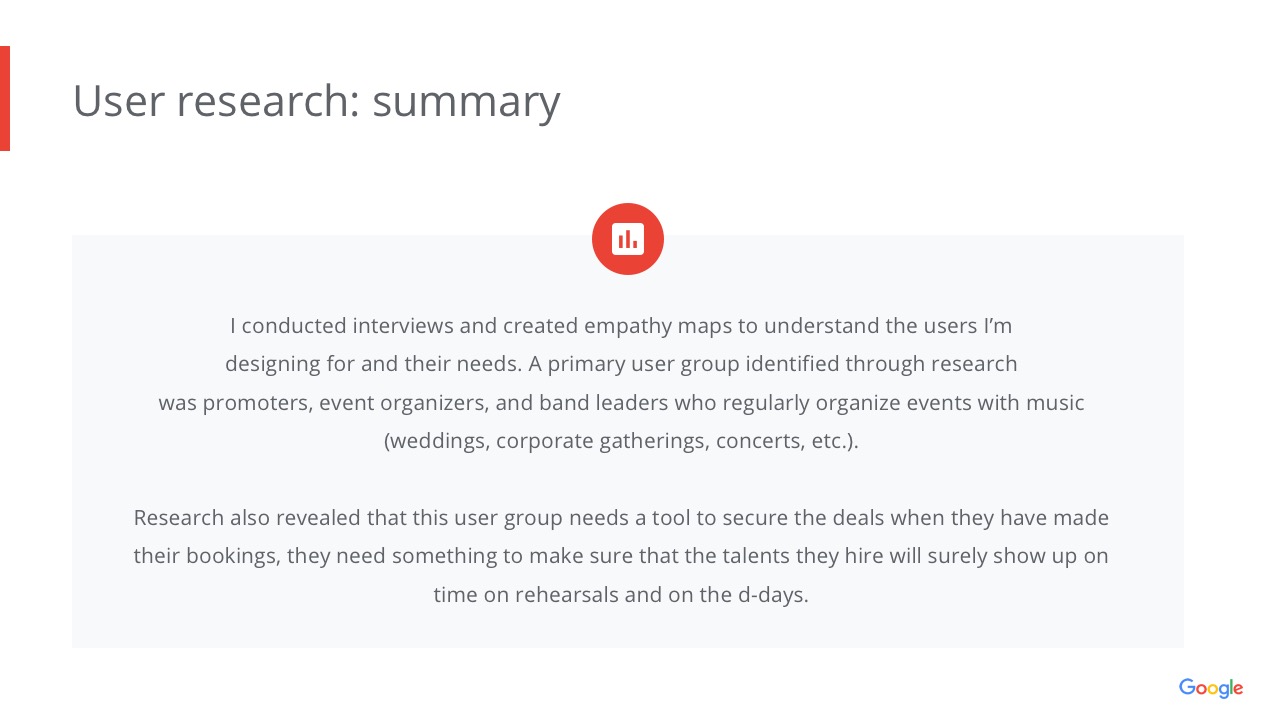 User research: summary
I conducted interviews and created empathy maps to understand the users I’m
designing for and their needs. A primary user group identified through research
was promoters, event organizers, and band leaders who regularly organize events with music
(weddings, corporate gatherings, concerts, etc.).
Research also revealed that this user group needs a tool to secure the deals when they have made
their bookings, they need something to make sure that the talents they hire will surely show up on
time on rehearsals and on the d-days.
Google